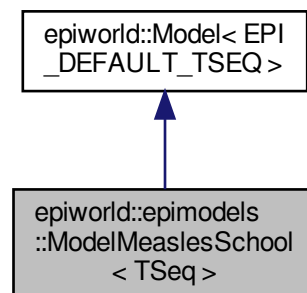 epiworld::Model< EPI
_DEFAULT_TSEQ >
epiworld::epimodels
::ModelMeaslesSchool
< TSeq >